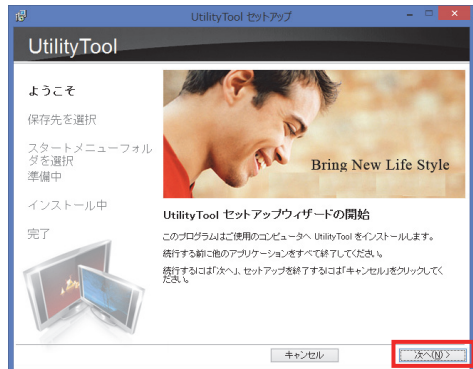 UtilityTool セットアップ
UtilityTool
ようこそ
保存先を選択
スタートメニューフォル
ダを選択
準備中
インストール中
完了
Bring New Life Style
UtilityTool セットアップウィザードの開始
このプログラムはご使用のコンピュータへ UtilityTool をインストールします。
続行する前に他のアプリケーションをすべて終了してください。
続行するには「次へ」、セットアップを終了するには「キャンセル」をクリックしてく
ださい。
キャンセル
次へ(N) >